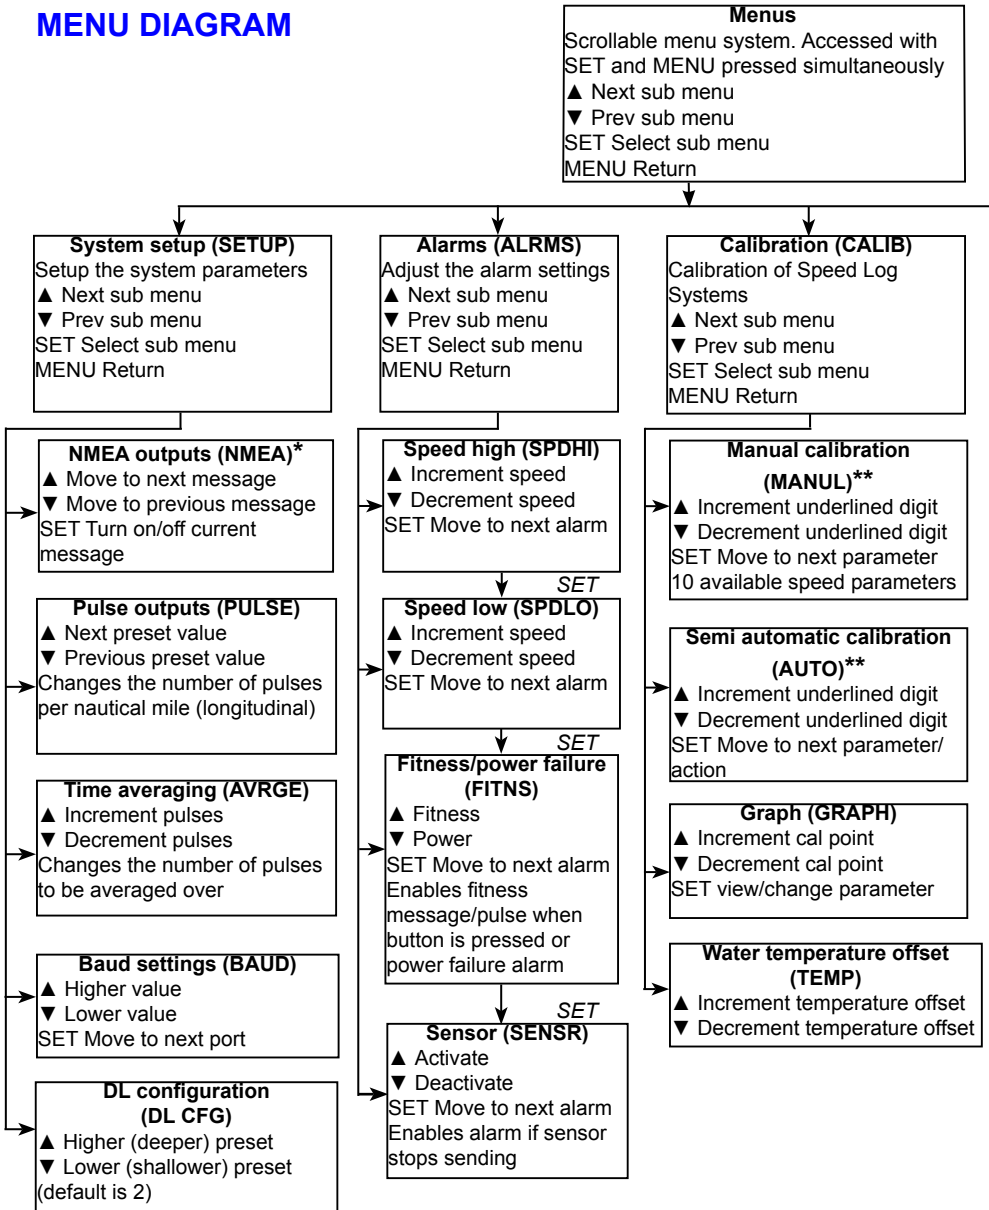 MENU DIAGRAM
Menus
Scrollable menu system. Accessed with
SET and MENU pressed simultaneously
▲ Next sub menu
▼ Prev sub menu
SET Select sub menu
MENU Return
System setup (SETUP)
Setup the system parameters
▲ Next sub menu
▼ Prev sub menu
SET Select sub menu
MENU Return
NMEA outputs (NMEA)*
▲ Move to next message
▼ Move to previous message
SET Turn on/off current
message
Pulse outputs (PULSE)
▲ Next preset value
▼ Previous preset value
Changes the number of pulses
per nautical mile (longitudinal)
Time averaging (AVRGE)
▲ Increment pulses
▼ Decrement pulses
Changes the number of pulses
to be averaged over
Baud settings (BAUD)
▲ Higher value
▼ Lower value
SET Move to next port
DL configuration
(DL CFG)
▲ Higher (deeper) preset
▼ Lower (shallower) preset
(default is 2)
Alarms (ALRMS)
Adjust the alarm settings
▲ Next sub menu
▼ Prev sub menu
SET Select sub menu
MENU Return
Speed high (SPDHI)
▲ Increment speed
▼ Decrement speed
SET Move to next alarm
SET
Speed low (SPDLO)
▲ Increment speed
▼ Decrement speed
SET Move to next alarm
SET
Fitness/power failure
(FITNS)
▲ Fitness
▼ Power
SET Move to next alarm
Enables fitness
message/pulse when
button is pressed or
power failure alarm
SET
Sensor (SENSR)
▲ Activate
▼ Deactivate
SET Move to next alarm
Enables alarm if sensor
stops sending
Calibration (CALIB)
Calibration of Speed Log
Systems
▲ Next sub menu
▼ Prev sub menu
SET Select sub menu
MENU Return
Manual calibration
(MANUL)**
▲ Increment underlined digit
▼ Decrement underlined digit
SET Move to next parameter
10 available speed parameters
Semi automatic calibration
(AUTO)**
▲ Increment underlined digit
▼ Decrement underlined digit
SET Move to next parameter/
action
Graph (GRAPH)
▲ Increment cal point
▼ Decrement cal point
SET view/change parameter
Water temperature offset
(TEMP)
▲ Increment temperature offset
▼ Decrement temperature offset